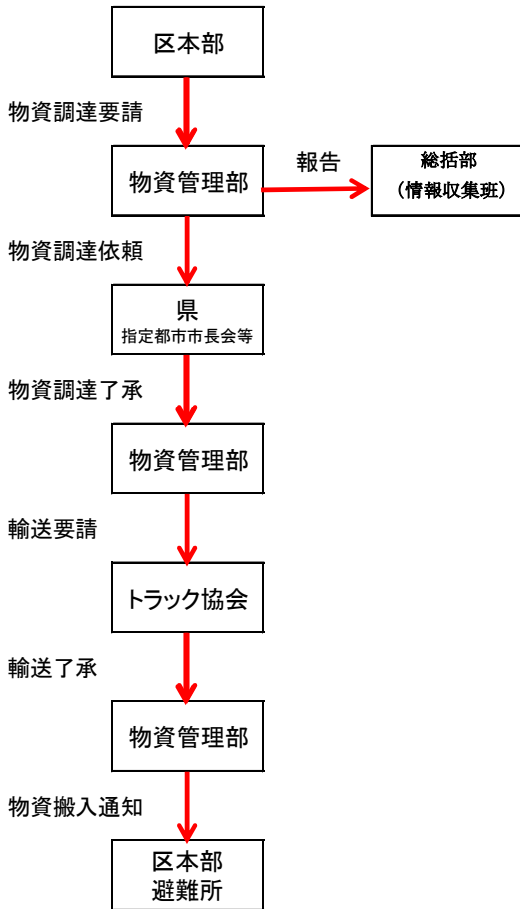 区本部
物資調達要請
物資管理部
報告
総括部
（情報収集班）
物資調達依頼
県
指定都市市長会等
物資調達了承
物資管理部
輸送要請
トラック協会
輸送了承
物資管理部
物資搬入通知
区本部
避難所